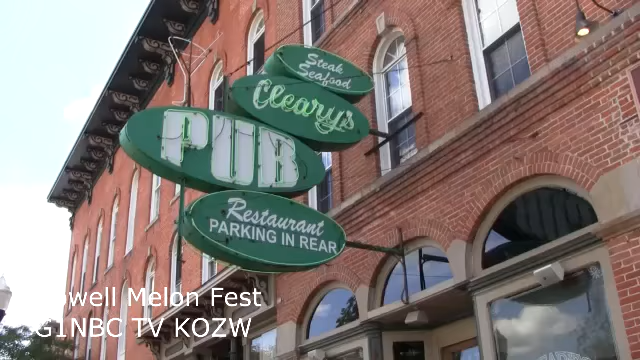 Steak
Seafood
Clearys
PUB
Restaurant
PARKING IN REAR
owell Melon Fest
G1NBC TV KOZW